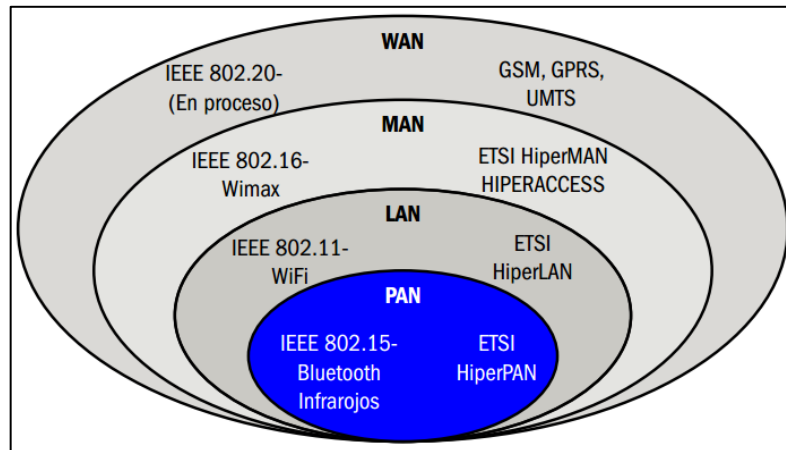 WAN
IEEE 802.20-
(En proceso)
GSM, GPRS,
UMTS
MAN
IEEE 802.16-
Wimax
ETSI HiperMAN
HIPERACCESS
LAN
IEEE 802.11-
WiFi
ETSI
HiperLAN
PAN
IEEE 802.15-
Bluetooth
Infrarojos
ETSI
HiperPAN